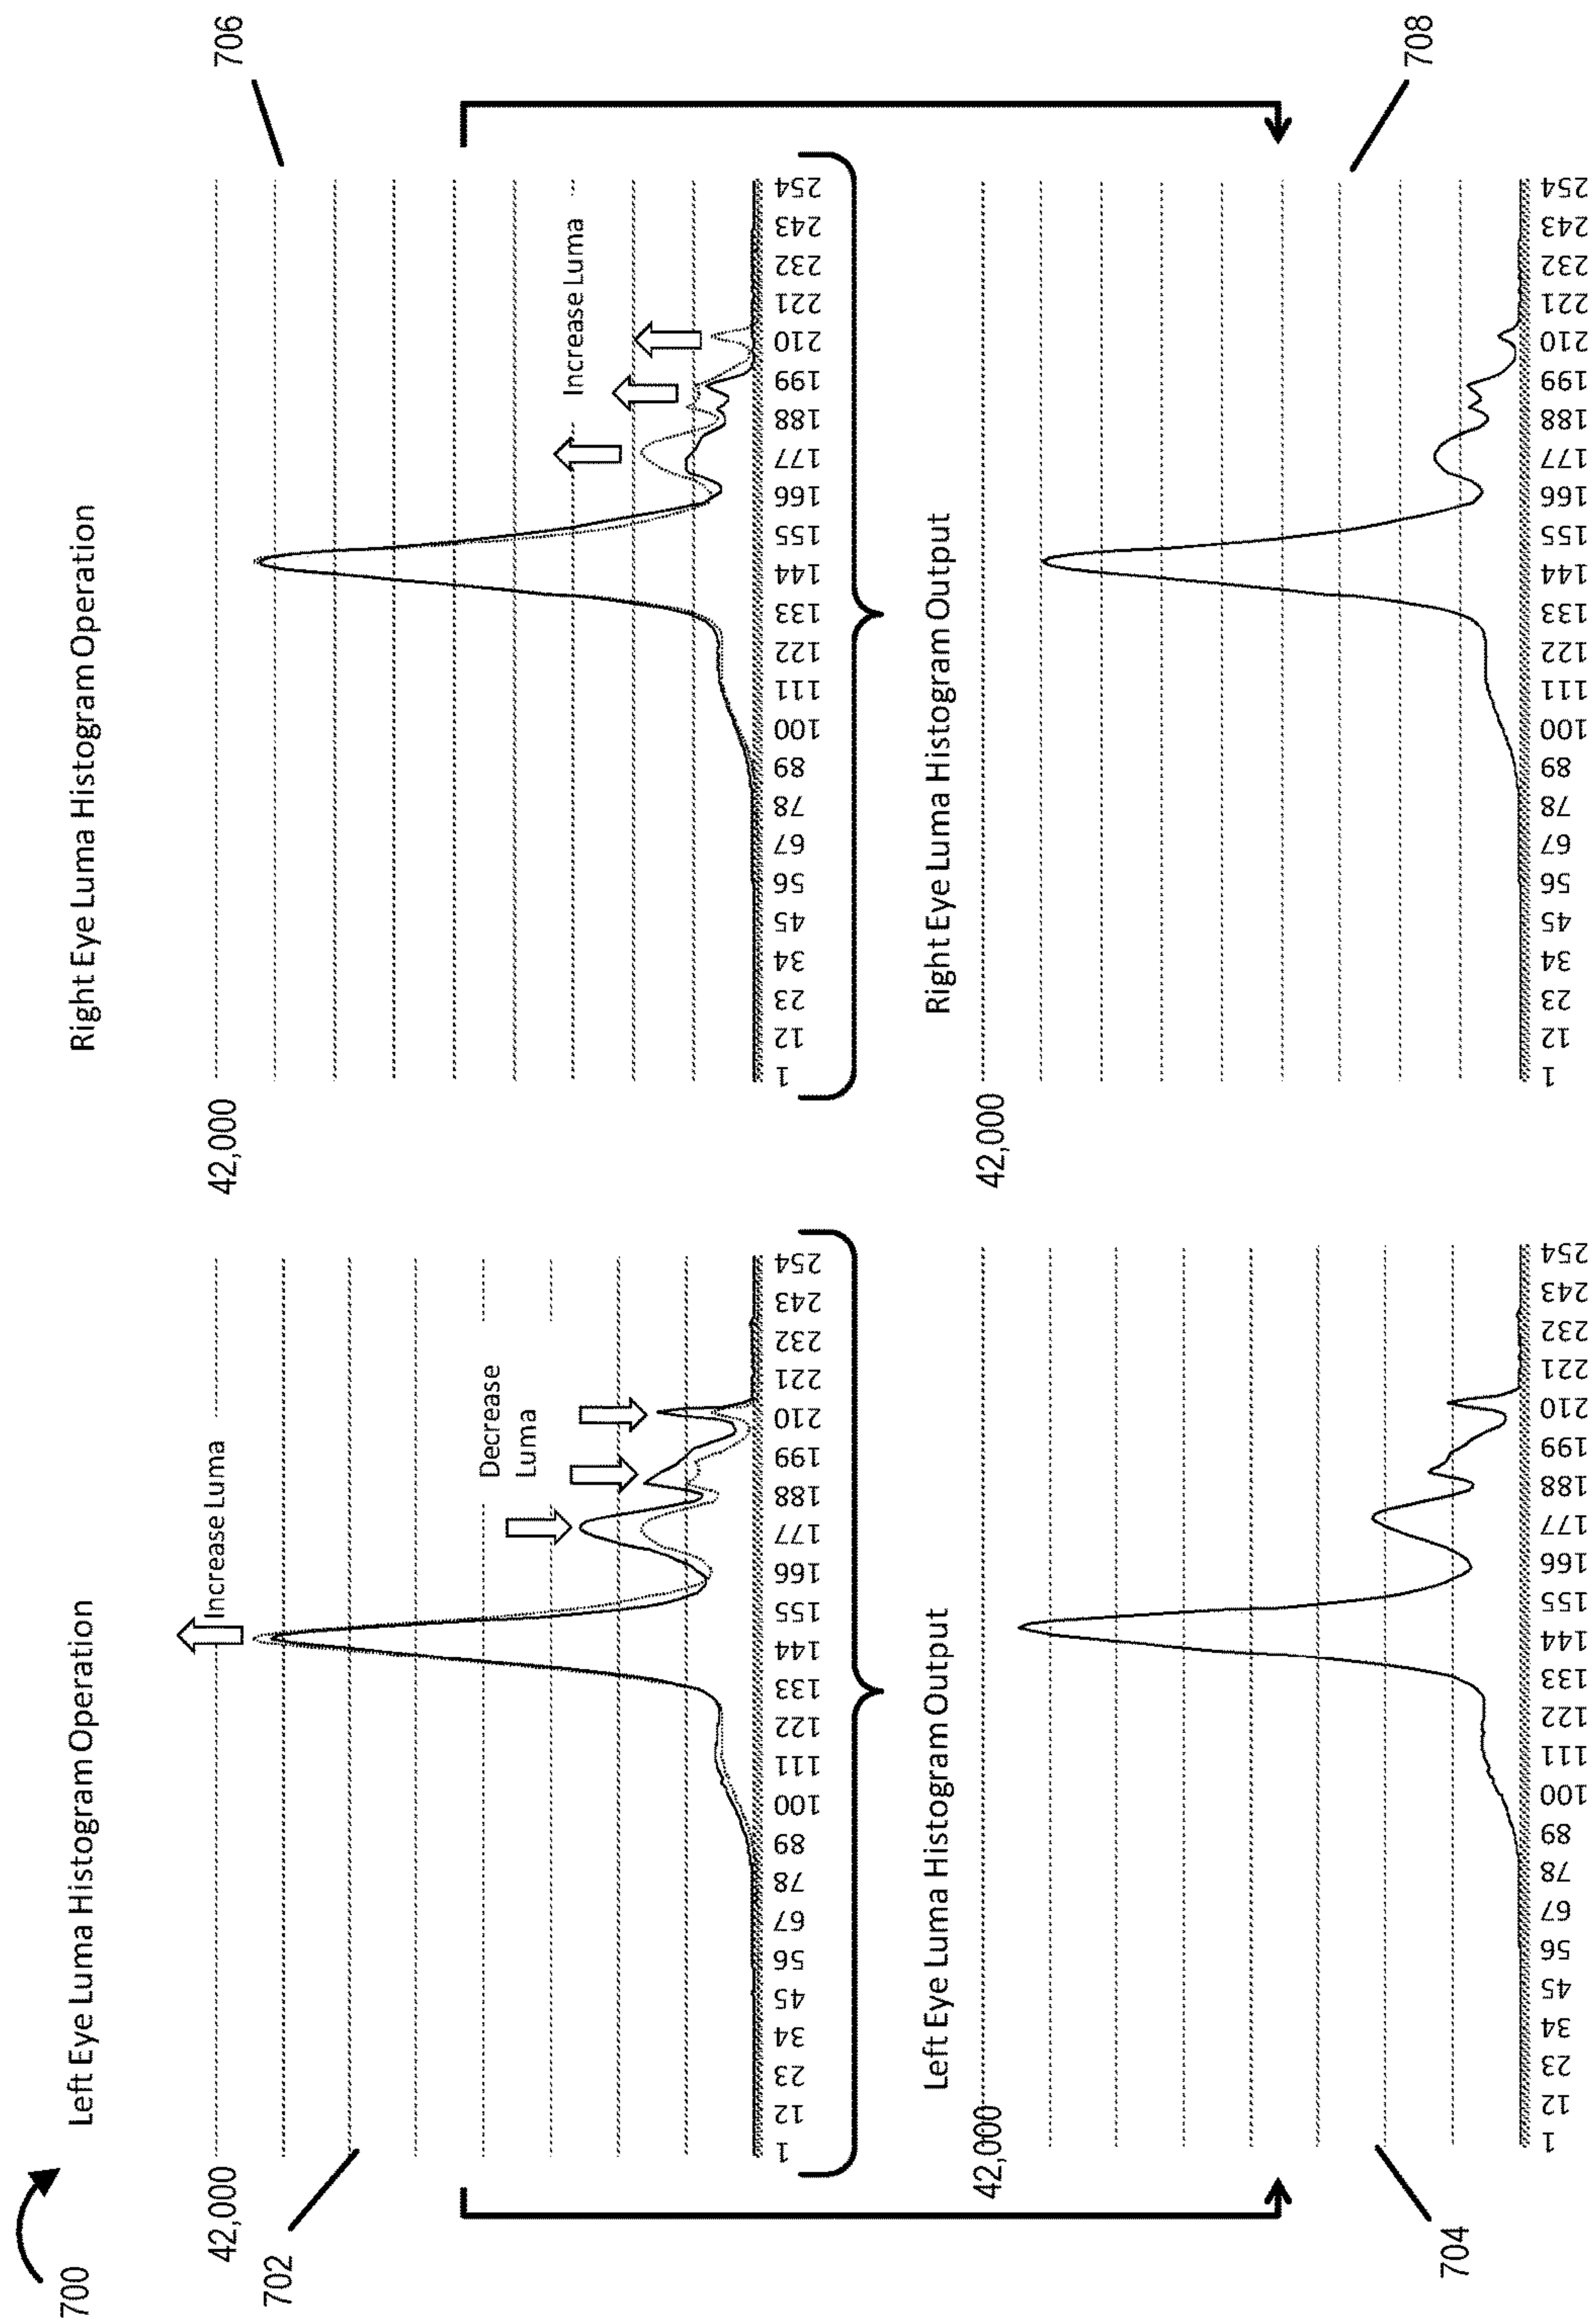 700
Left Eye Luma Histogram Operation
42,000
702
Increase Luma
Decrease
Luma
1 12 23 34 45 56 67 78 89 100 111 122 133 144 155 166 177 188 199 210 221 232 243 254
Right Eye Luma Histogram Operation
706
42,000
Increase Luma
1 12 23 34 45 56 67 78 89 100 111 122 133 144 155 166 177 188 199 210 221 232 243 254
Left Eye Luma Histogram Output
42,000
704
1 12 23 34 45 56 67 78 89 100 111 122 133 144 155 166 177 188 199 210 221 232 243 254
Right Eye Luma Histogram Output
42,000
708
1 12 23 34 45 56 67 78 89 100 111 122 133 144 155 166 177 188 199 210 221 232 243 254